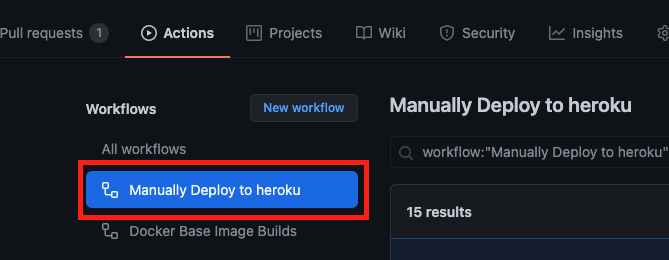 Pull requests 1 Actions Projects Wiki Security Insights
Workflows New workflow
Manually Deploy to heroku
All workflows
workflow:"Manually Deploy to heroku"
Manually Deploy to heroku
15 results
Docker Base Image Builds